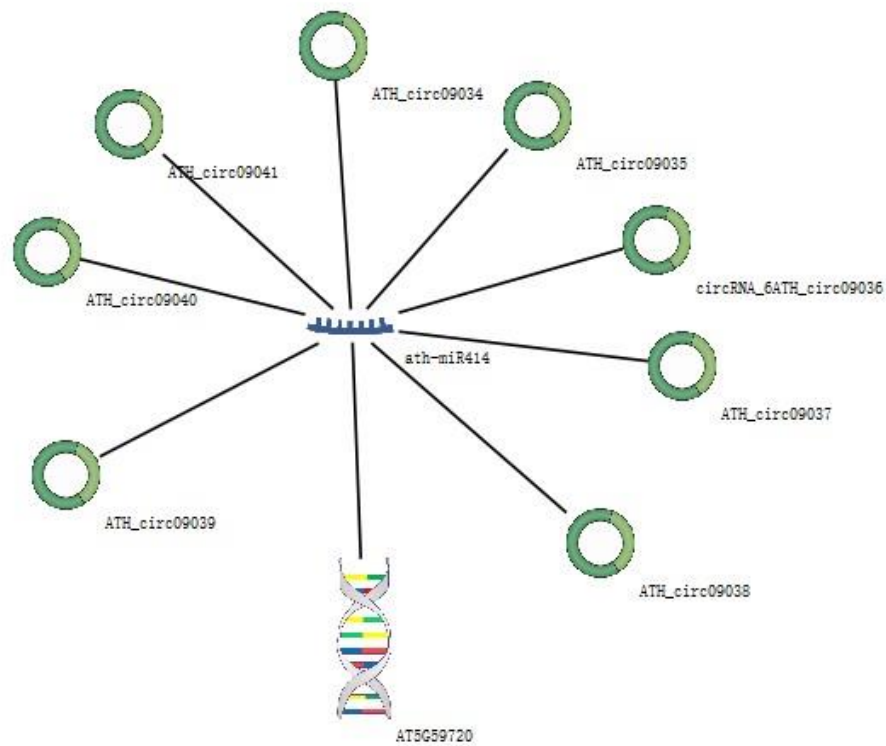 ATH_circ09034
ATH_circ09035
ATH_circ09041
circRNA_6ATH_circ09036
ATH_circ09040
ath-miR414
ATH_circ09037
ATH_circ09039
ATH_circ09038
AT5G59720